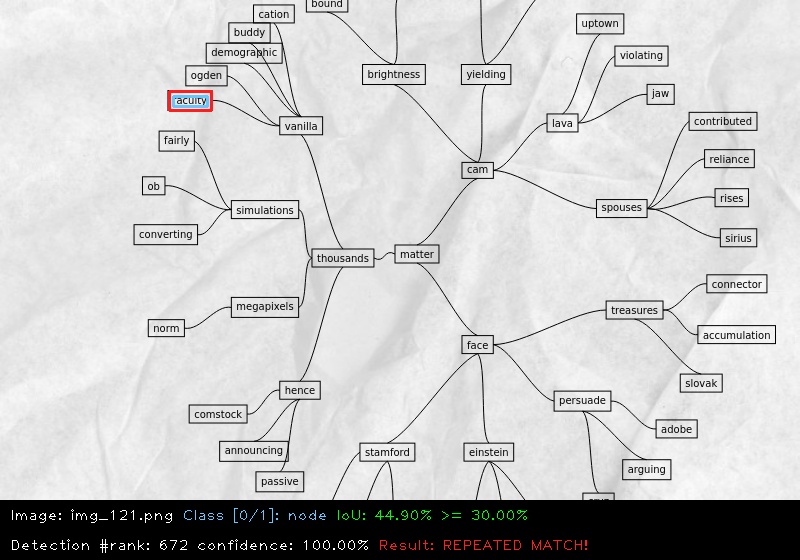 bound
cation
uptown
buddy
demographic
violating
ogden
brightness
yielding
jaw
acuity
vanilla
lava
contributed
fairly
reliance
cam
ob
rises
simulations
spouses
converting
sirius
thousands
matter
connector
megapixels
treasures
norm
accumulation
face
slovak
hence
persuade
comstock
adobe
announcing
stamford
einstein
arguing
passive
Image: img_121.png Class [0/1]: node IoU: 44.90% >= 30.00%
Detection #rank: 672 confidence: 100.00% Result: REPEATED MATCH!